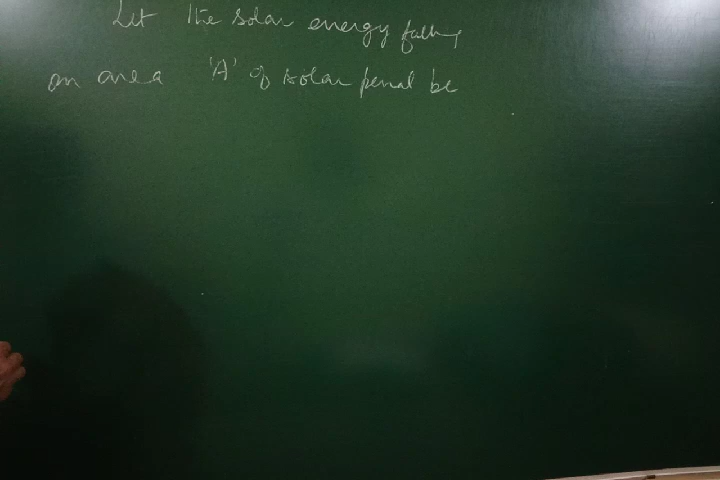 Let the solar energy falling
on area 'A' of solar penal be